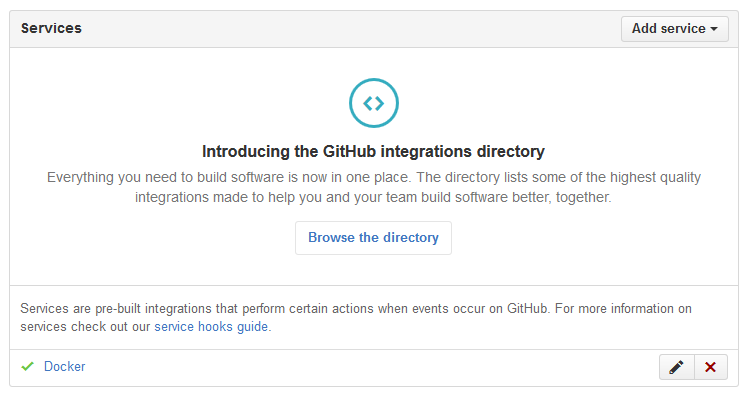 Services
Add service
Introducing the GitHub integrations directory
Everything you need to build software is now in one place. The directory lists some of the highest quality
integrations made to help you and your team build software better, together.
Browse the directory
Services are pre-built integrations that perform certain actions when events occur on GitHub. For more information on
services check out our service hooks guide.
Docker